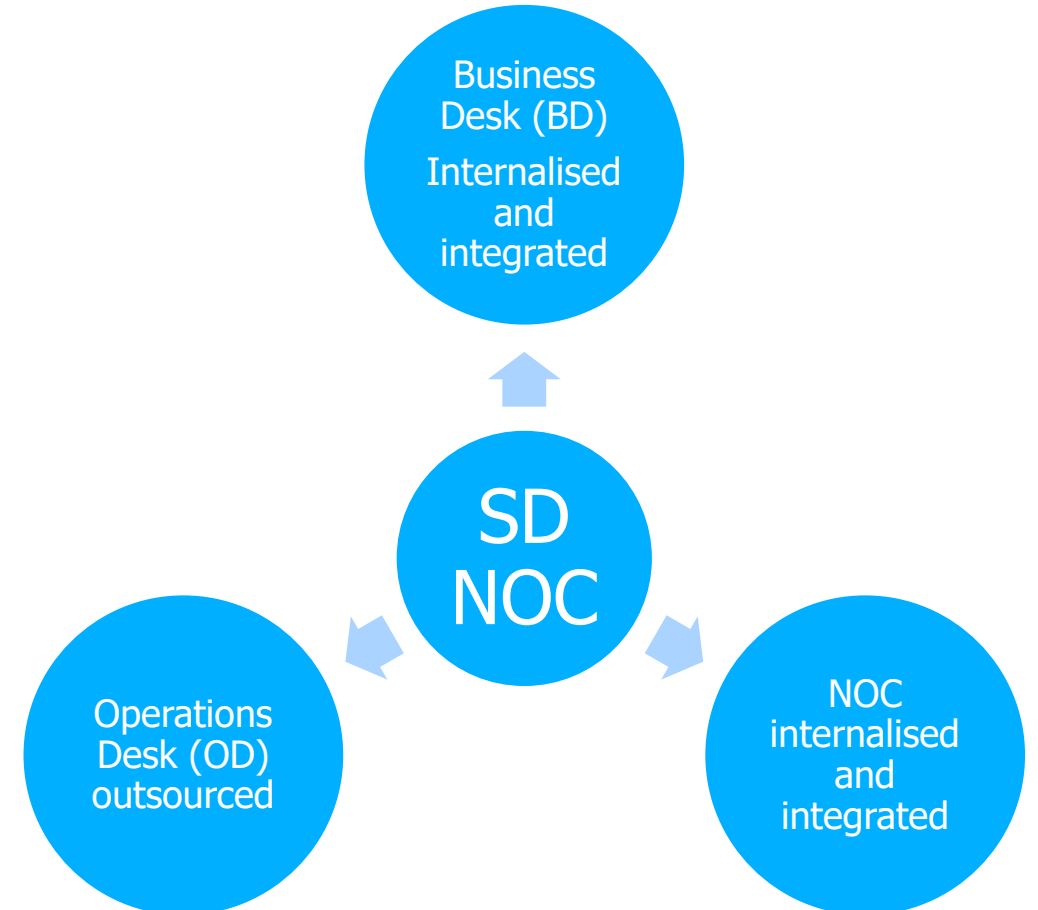 Business
Desk (BD)
Internalised
and
integrated
SD
NOC
Operations
Desk (OD)
outsourced
NOC
internalised
and
integrated